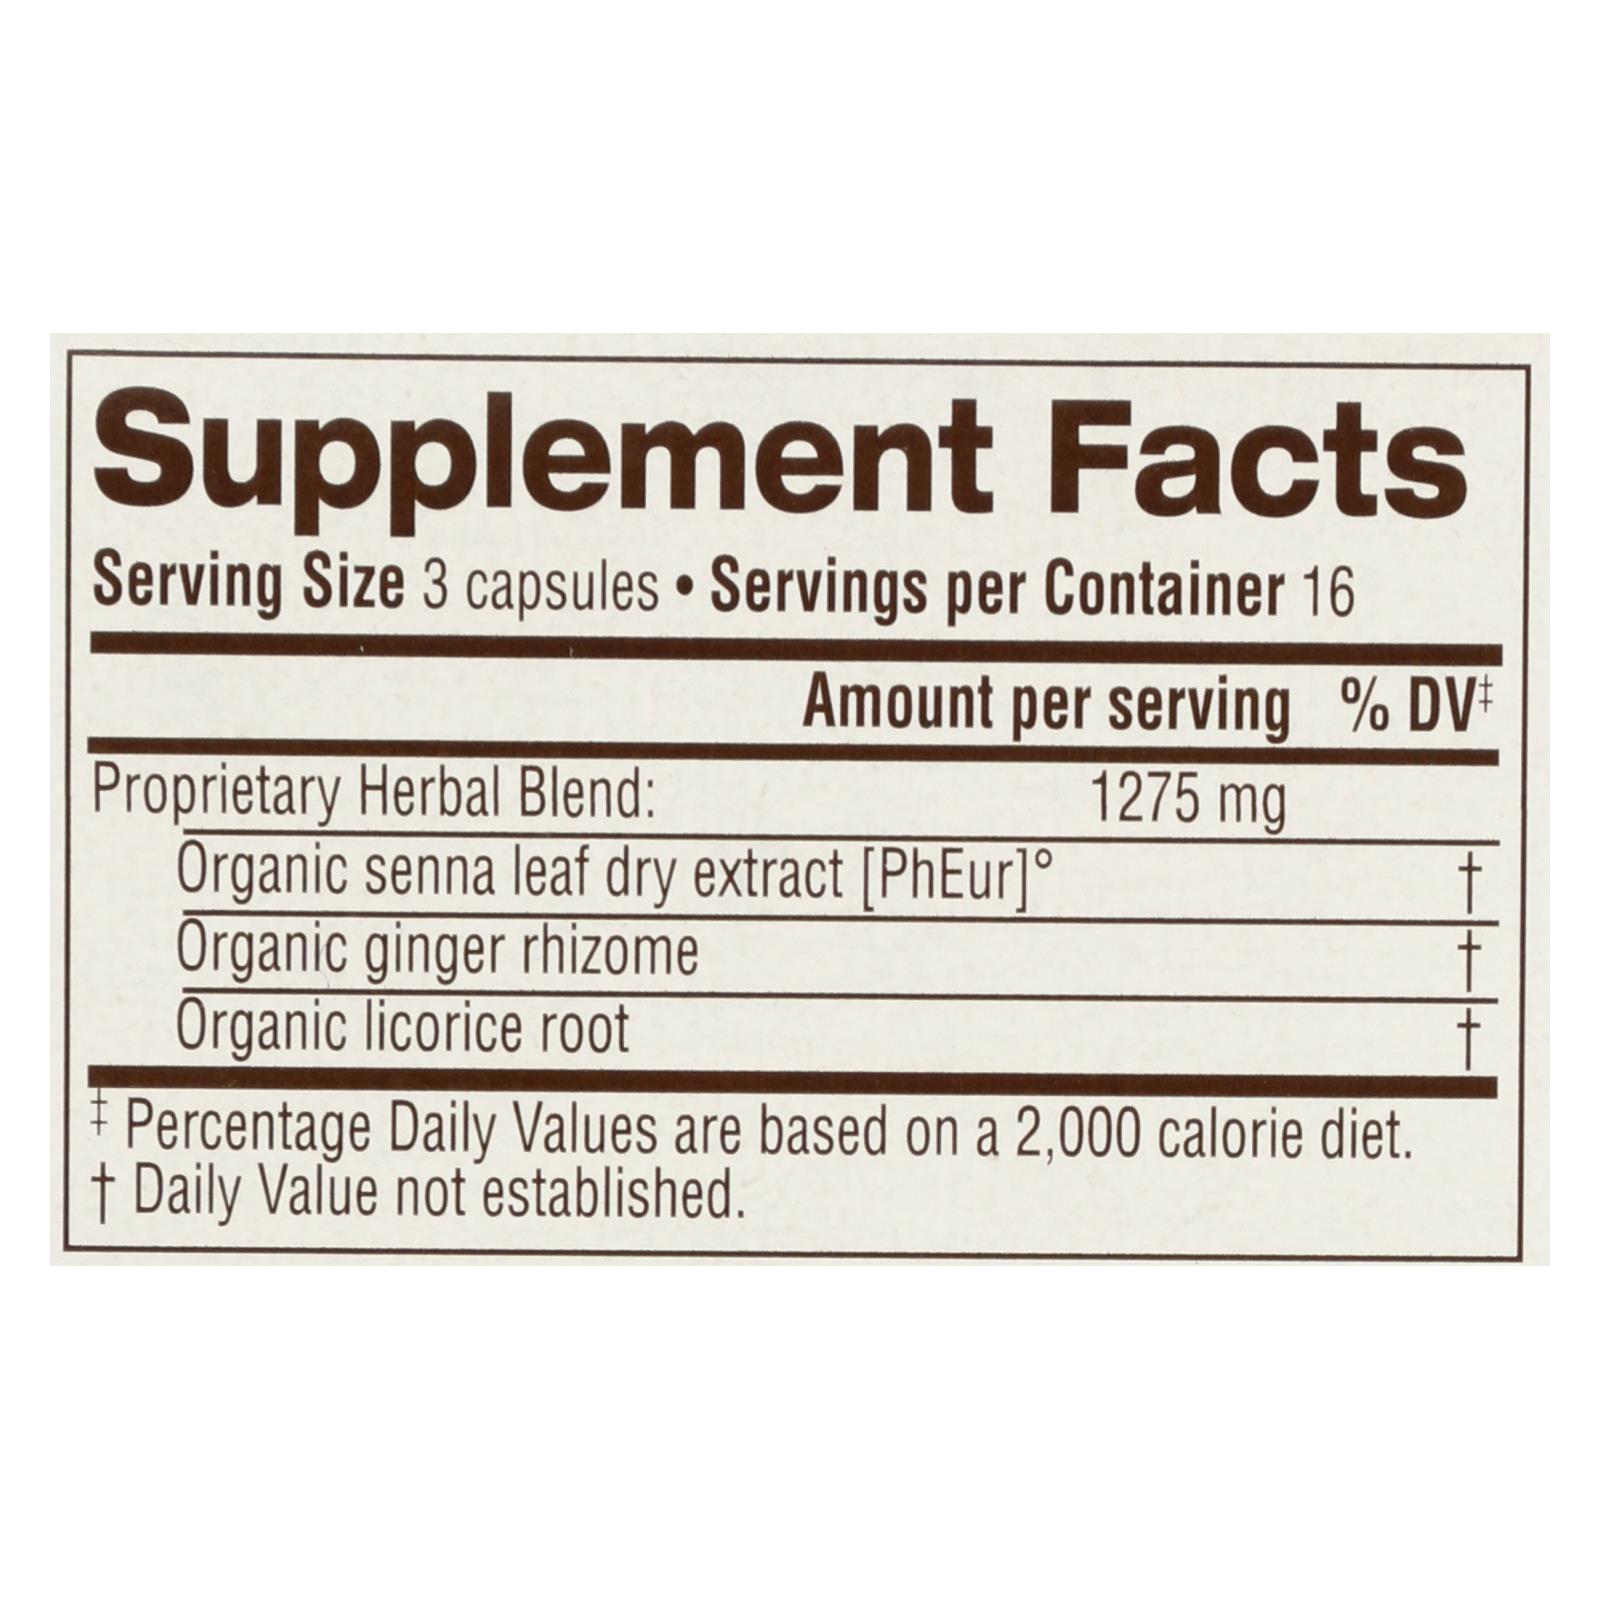 Supplement Facts
Serving Size 3 capsules • Servings per Container 16
Amount per serving % DV‡
Proprietary Herbal Blend: 1275 mg
Organic senna leaf dry extract [PhEur]° †
Organic ginger rhizome †
Organic licorice root †
‡ Percentage Daily Values are based on a 2,000 calorie diet.
† Daily Value not established.